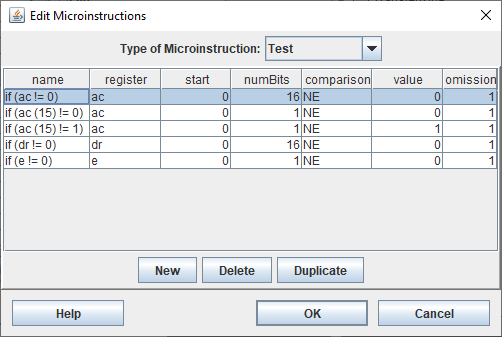 Edit Microinstructions
Type of Microinstruction: Test
name register start numBits comparison value omission
if (ac != 0) ac 0 16 NE 0 1
if (ac (15) != 0) ac 0 1 NE 0 1
if (ac (15) != 1) ac 0 1 NE 1 1
if (dr != 0) dr 0 16 NE 0 1
if (e != 0) e 0 1 NE 0 1
New Delete Duplicate
Help OK Cancel